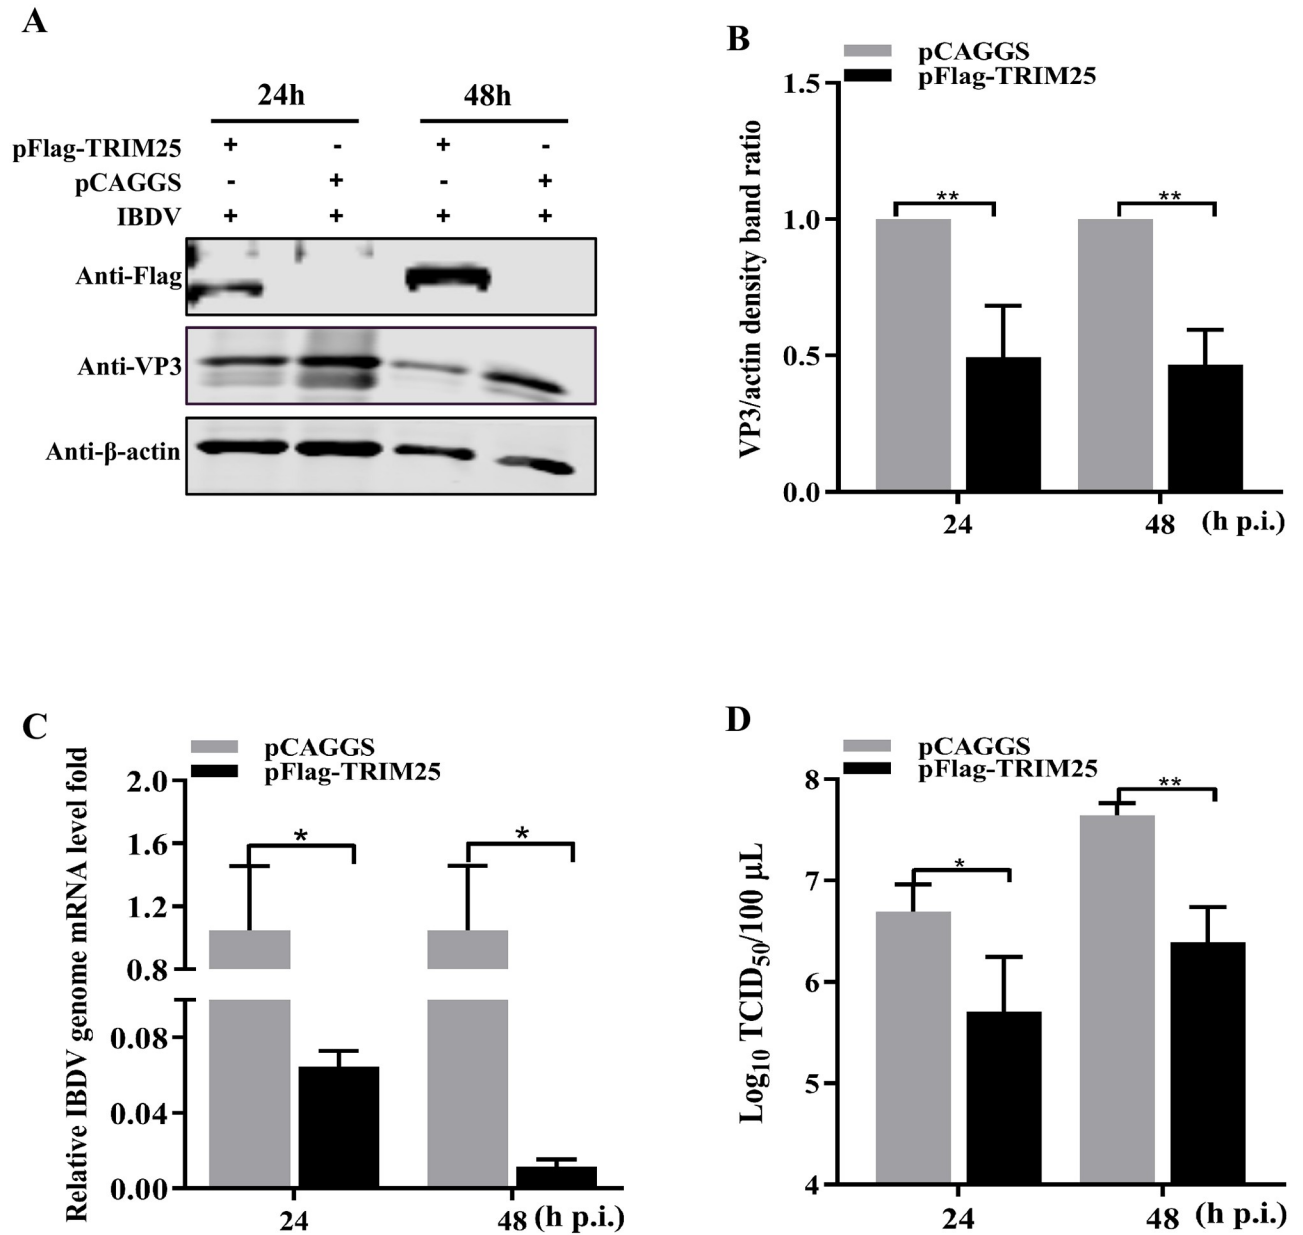 A
24h 48h
pFlag-TRIM25 + - + -
pCAGGS - + - +
IBDV + + + +
Anti-Flag
Anti-VP3
Anti-β-actin
B
pCAGGS
pFlag-TRIM25
VP3/actin density band ratio
1.5
1.0
0.5
0.0
** **
24 48 (h p.i.)
C
pCAGGS
pFlag-TRIM25
Relative IBDV genome mRNA level fold
2.0
1.6
1.2
0.8
0.08
0.04
0.00
* *
24 48 (h p.i.)
D
pCAGGS
pFlag-TRIM25
Log10 TCID50/100 μL
8
7
6
5
4
* **
24 48 (h p.i.)